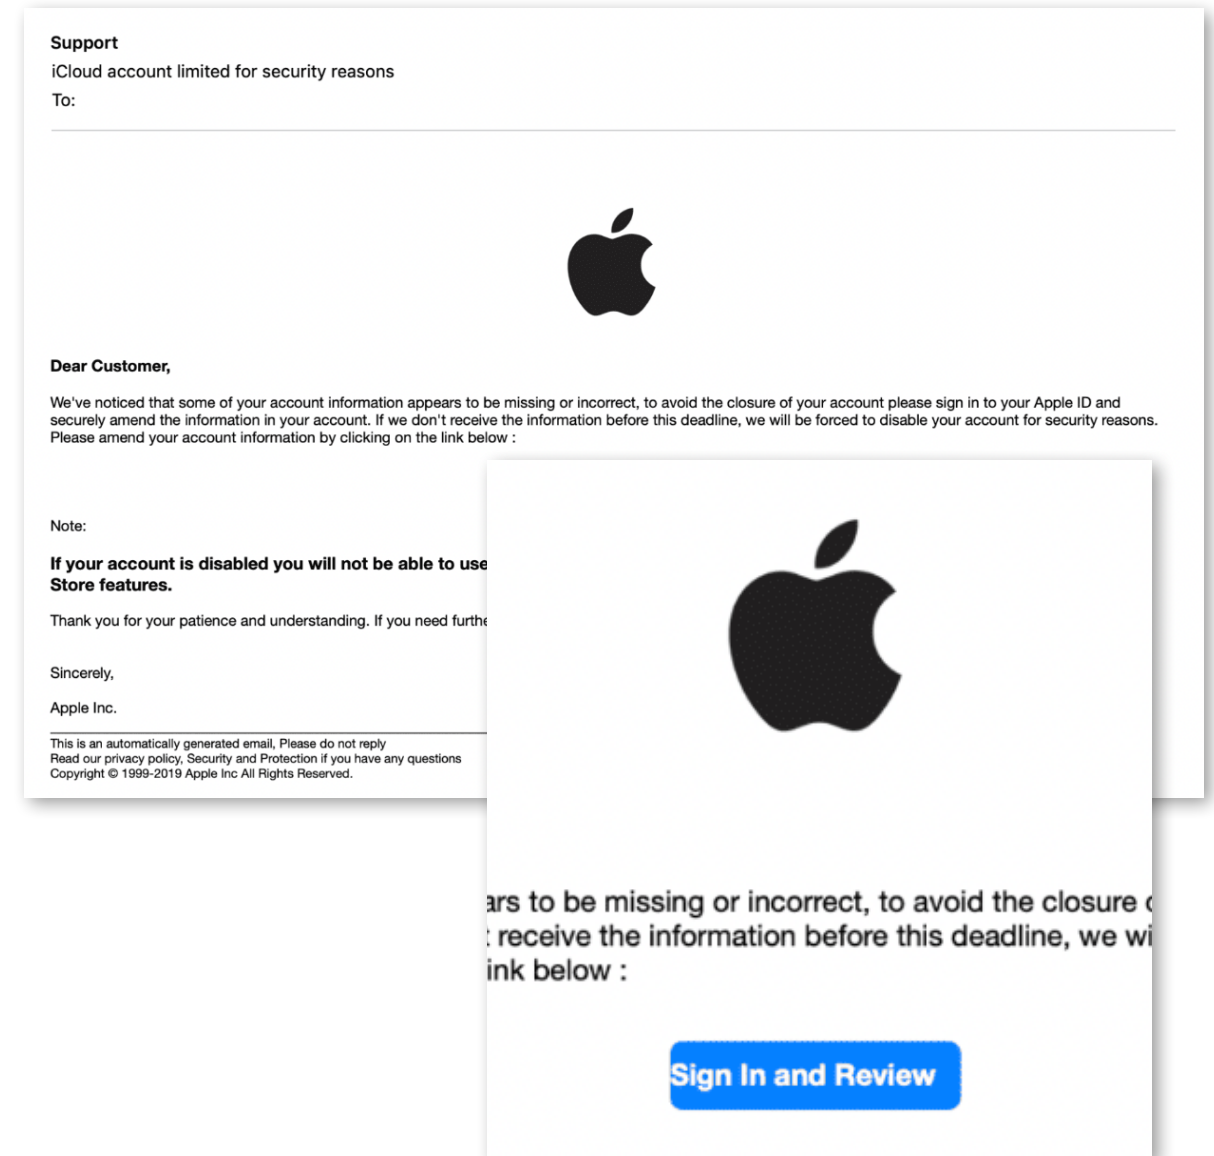 Support
iCloud account limited for security reasons
To:
Dear Customer,
We've noticed that some of your account information appears to be missing or incorrect, to avoid the closure of your account please sign in to your Apple ID and
securely amend the information in your account. If we don't receive the information before this deadline, we will be forced to disable your account for security reasons.
Please amend your account information by clicking on the link below :
Note:
If your account is disabled you will not be able to use
Store features.
Thank you for your patience and understanding. If you need furthe
Sincerely,
Apple Inc.
This is an automatically generated email, Please do not reply
Read our privacy policy, Security and Protection if you have any questions
Copyright © 1999-2019 Apple Inc All Rights Reserved.
ars to be missing or incorrect, to avoid the closure
receive the information before this deadline, we wi
ink below :
Sign In and Review